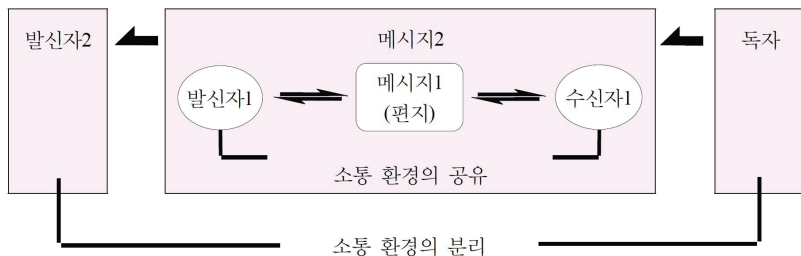 발신자2
메시지2
독자
발신자1
메시지1
(편지)
수신자1
소통 환경의 공유
소통 환경의 분리